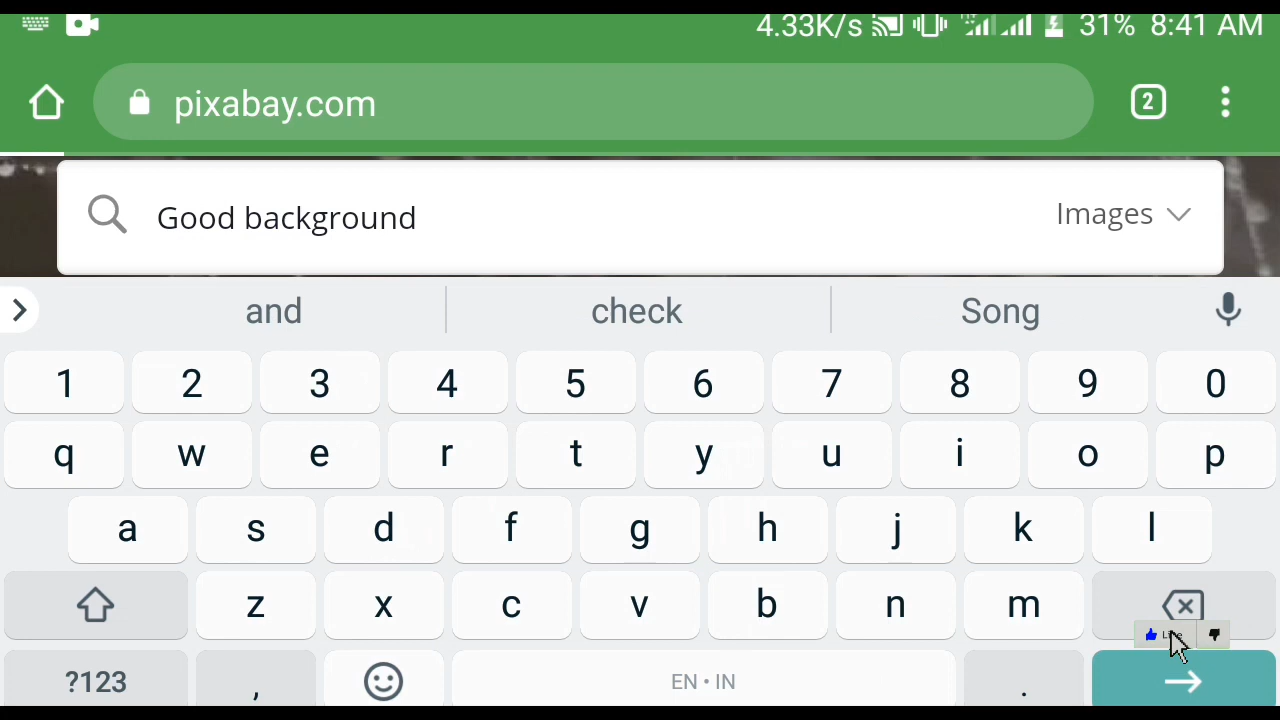 4.33K/s 31% 8:41 AM
pixabay.com 2
Good background Images
and check Song
1 2 3 4 5 6 7 8 9 0
q w e r t y u i o p
a s d f g h j k l
z x c v b n m
?123 , EN • IN .